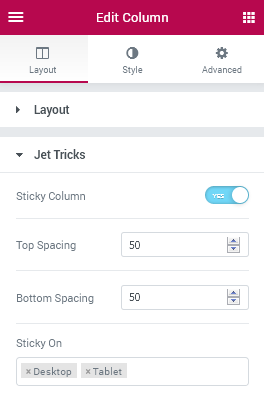 Edit Column
Layout Style Advanced
Layout
Jet Tricks
Sticky Column YES
Top Spacing 50
Bottom Spacing 50
Sticky On
× Desktop × Tablet